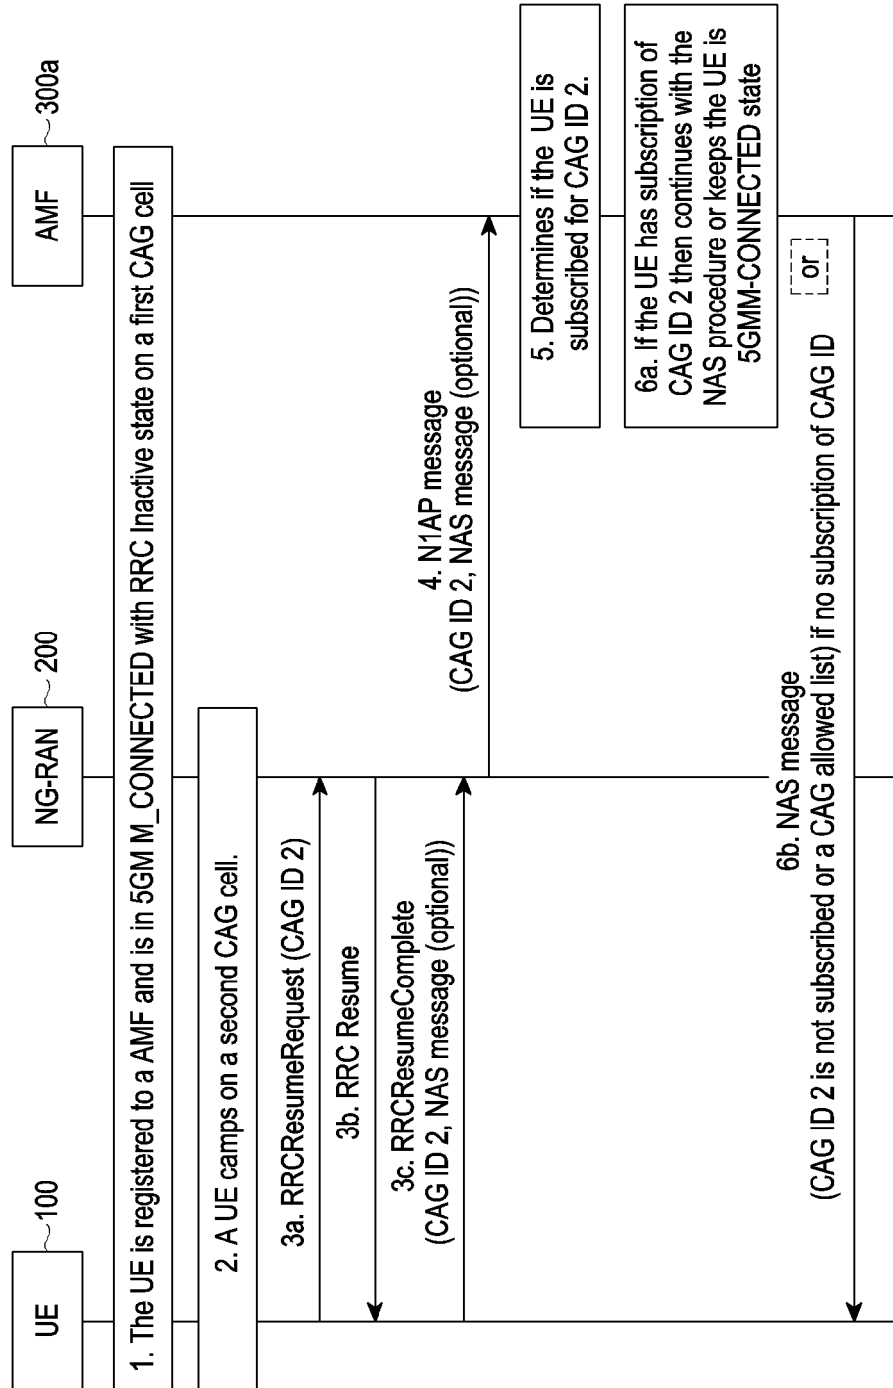 UE
100
NG-RAN
200
AMF
300a
1. The UE is registered to a AMF and is in 5GM M_CONNECTED with RRC Inactive state on a first CAG cell
2. A UE camps on a second CAG cell.
3a. RRCResumeRequest (CAG ID 2)
3b. RRC Resume
3c. RRCResumeComplete
(CAG ID 2, NAS message (optional))
4. N1AP message
(CAG ID 2, NAS message (optional))
5. Determines if the UE is
subscribed for CAG ID 2.
6a. If the UE has subscription of
CAG ID 2 then continues with the
NAS procedure or keeps the UE is
5GMM-CONNECTED state
or
6b. NAS message
(CAG ID 2 is not subscribed or a CAG allowed list) if no subscription of CAG ID